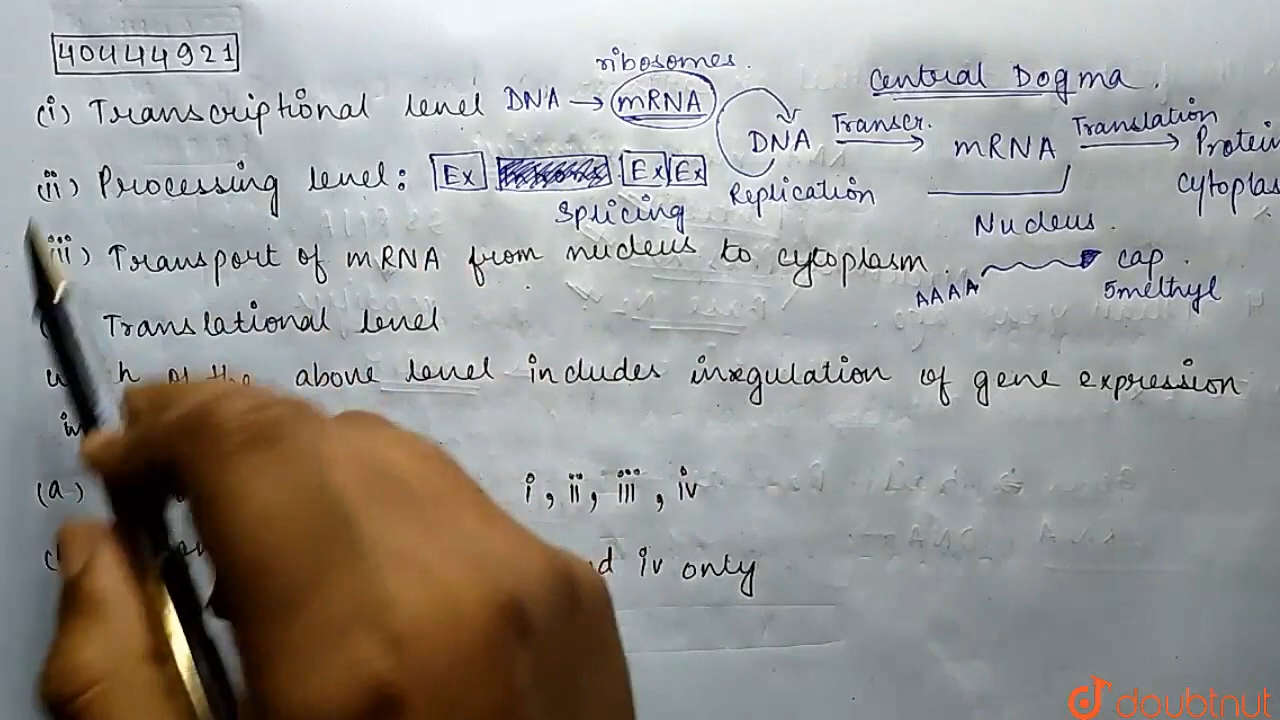 40444921
ribosomes.
(i) Transcriptional level DNA → mRNA
Central Dogma.
DNA Transcr. → mRNA Translation → Protein
Replication
cytoplas
Nucleus.
(ii) Processing level: Ex Ex Ex
Splicing
(iii) Transport of mRNA from nucleus to cytoplasm.
AAAA cap.
5methyl
Translational level
of the above level includes inregulation of gene expression
(a) i, ii, iii, iv
iv only
doubtnut